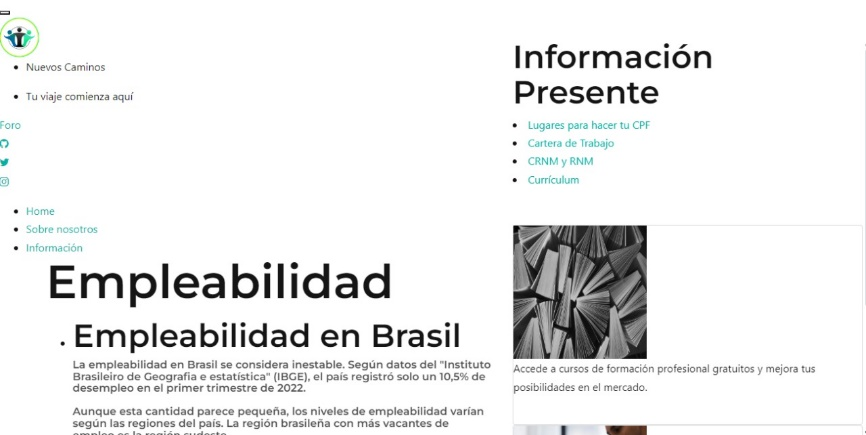 Nuevos Caminos
Tu viaje comienza aquí
Foro
Home
Sobre nosotros
Información
Empleabilidad
Empleabilidad en Brasil
La empleabilidad en Brasil se considera inestable. Según datos del "Instituto
Brasileiro de Geografia e estatística" (IBGE), el país registró solo un 10,5% de
desempleo en el primer trimestre de 2022.
Aunque esta cantidad parece pequeña, los niveles de empleabilidad varían
según las regiones del país. La región brasileña con más vacantes de
empleo es la región sudeste
Información
Presente
Lugares para hacer tu CPF
Cartera de Trabajo
CRNM y RNM
Currículum
Accede a cursos de formación profesional gratuitos y mejora tus
posibilidades en el mercado.